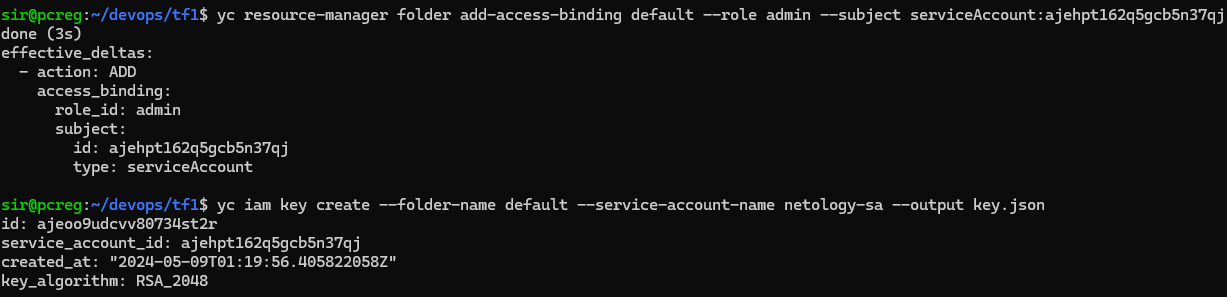 sir@pcreg:~/devops/tf1$ yc resource-manager folder add-access-binding default --role admin --subject serviceAccount:ajehpt162q5gcb5n37qj
done (3s)
effective_deltas:
  - action: ADD
    access_binding:
      role_id: admin
      subject:
        id: ajehpt162q5gcb5n37qj
        type: serviceAccount
sir@pcreg:~/devops/tf1$ yc iam key create --folder-name default --service-account-name netology-sa --output key.json
id: ajeoo9udcvv80734st2r
service_account_id: ajehpt162q5gcb5n37qj
created_at: "2024-05-09T01:19:56.405822058Z"
key_algorithm: RSA_2048